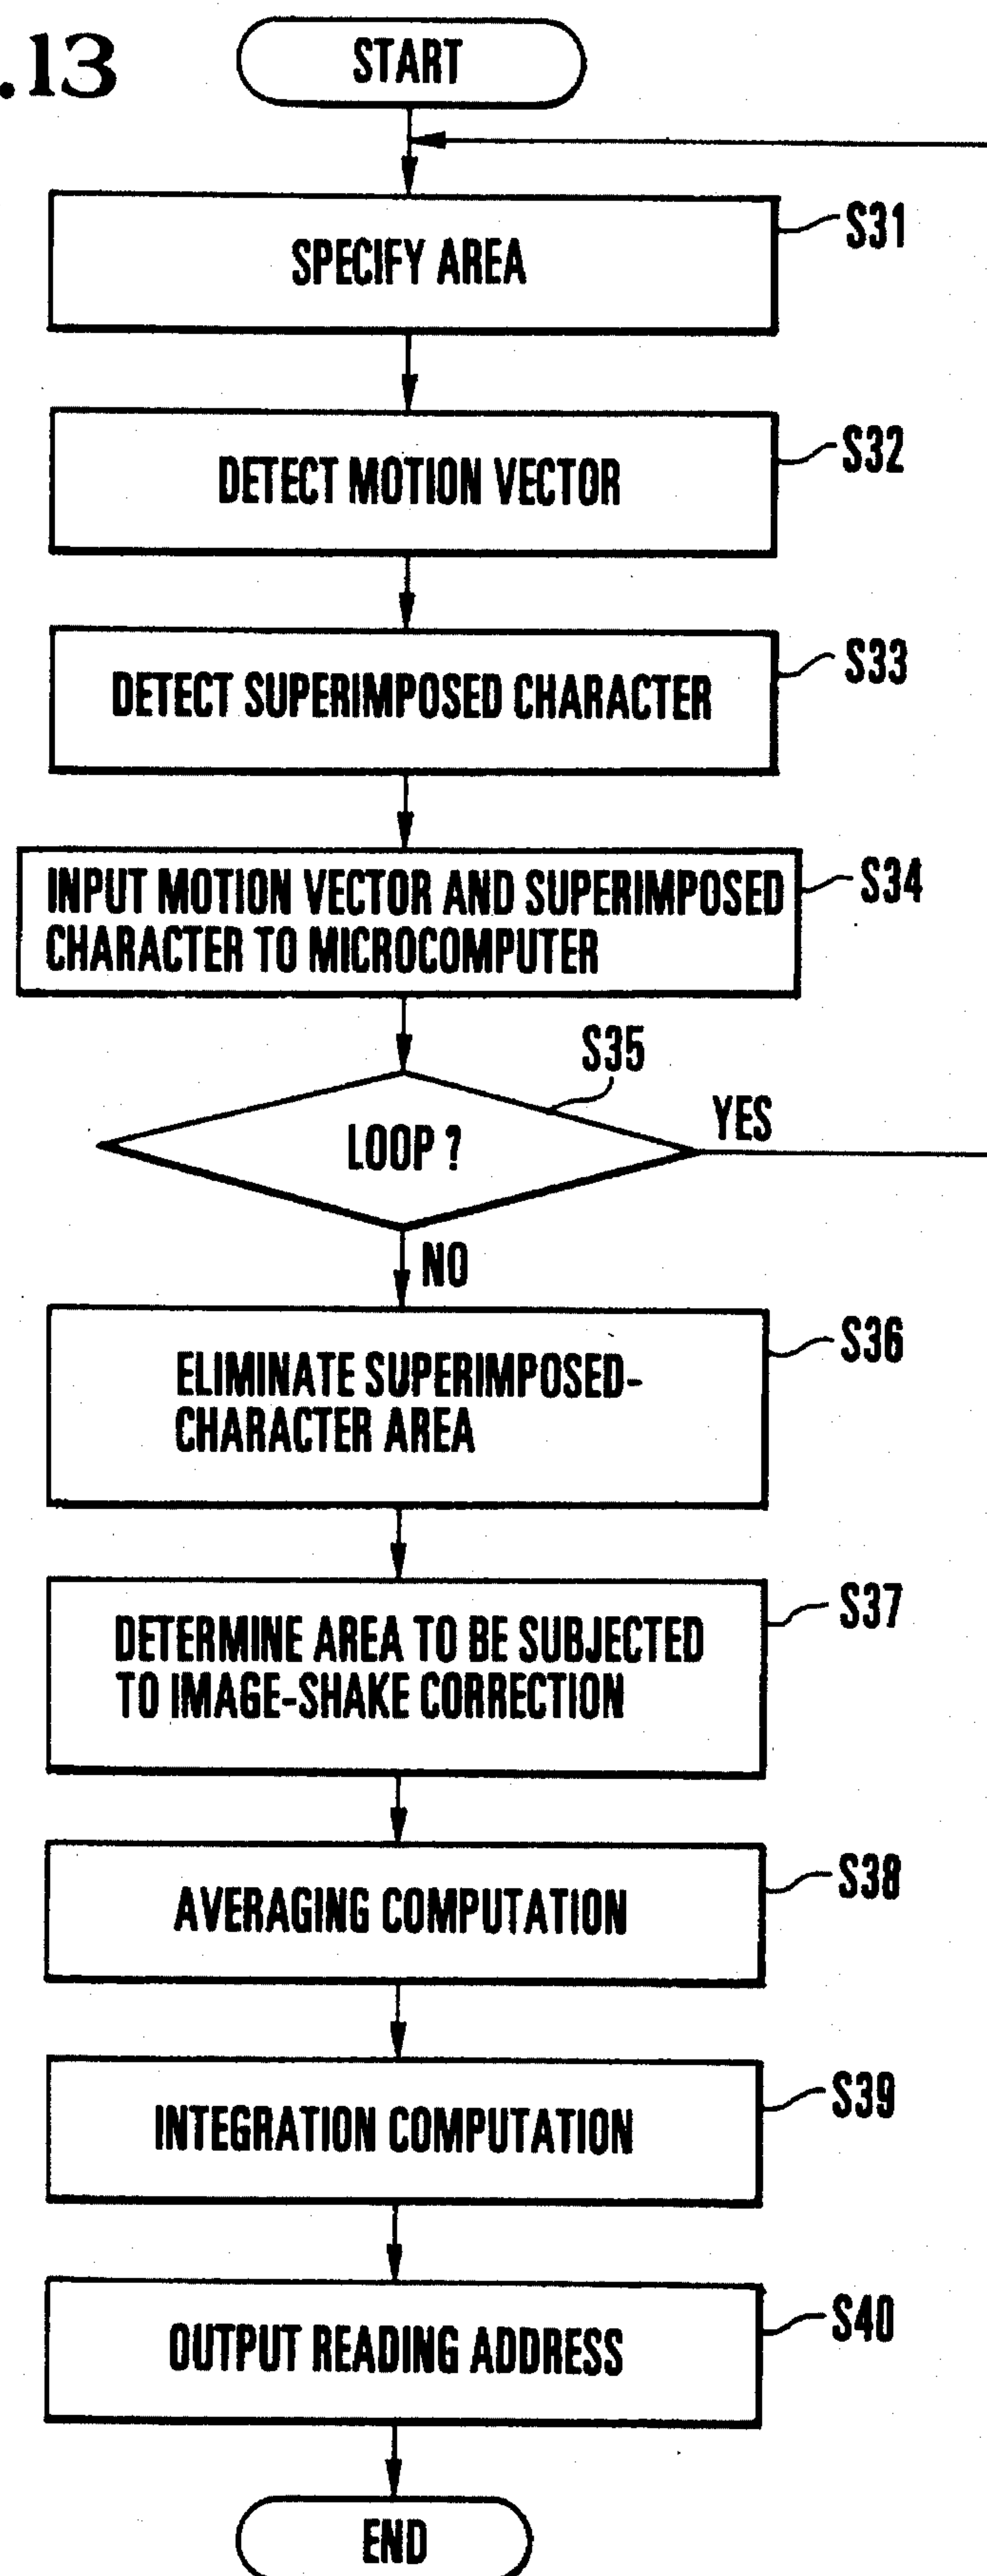 .13
START
SPECIFY AREA
S31
DETECT MOTION VECTOR
S32
DETECT SUPERIMPOSED CHARACTER
S33
INPUT MOTION VECTOR AND SUPERIMPOSED
CHARACTER TO MICROCOMPUTER
S34
S35
LOOP ?
YES
NO
ELIMINATE SUPERIMPOSED-
CHARACTER AREA
S36
DETERMINE AREA TO BE SUBJECTED
TO IMAGE-SHAKE CORRECTION
S37
AVERAGING COMPUTATION
S38
INTEGRATION COMPUTATION
S39
OUTPUT READING ADDRESS
S40
END